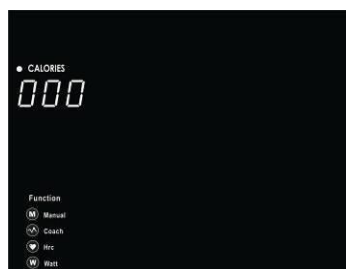 CALORIES
000
Function
M Manual
Coach
Hrc
W Watt